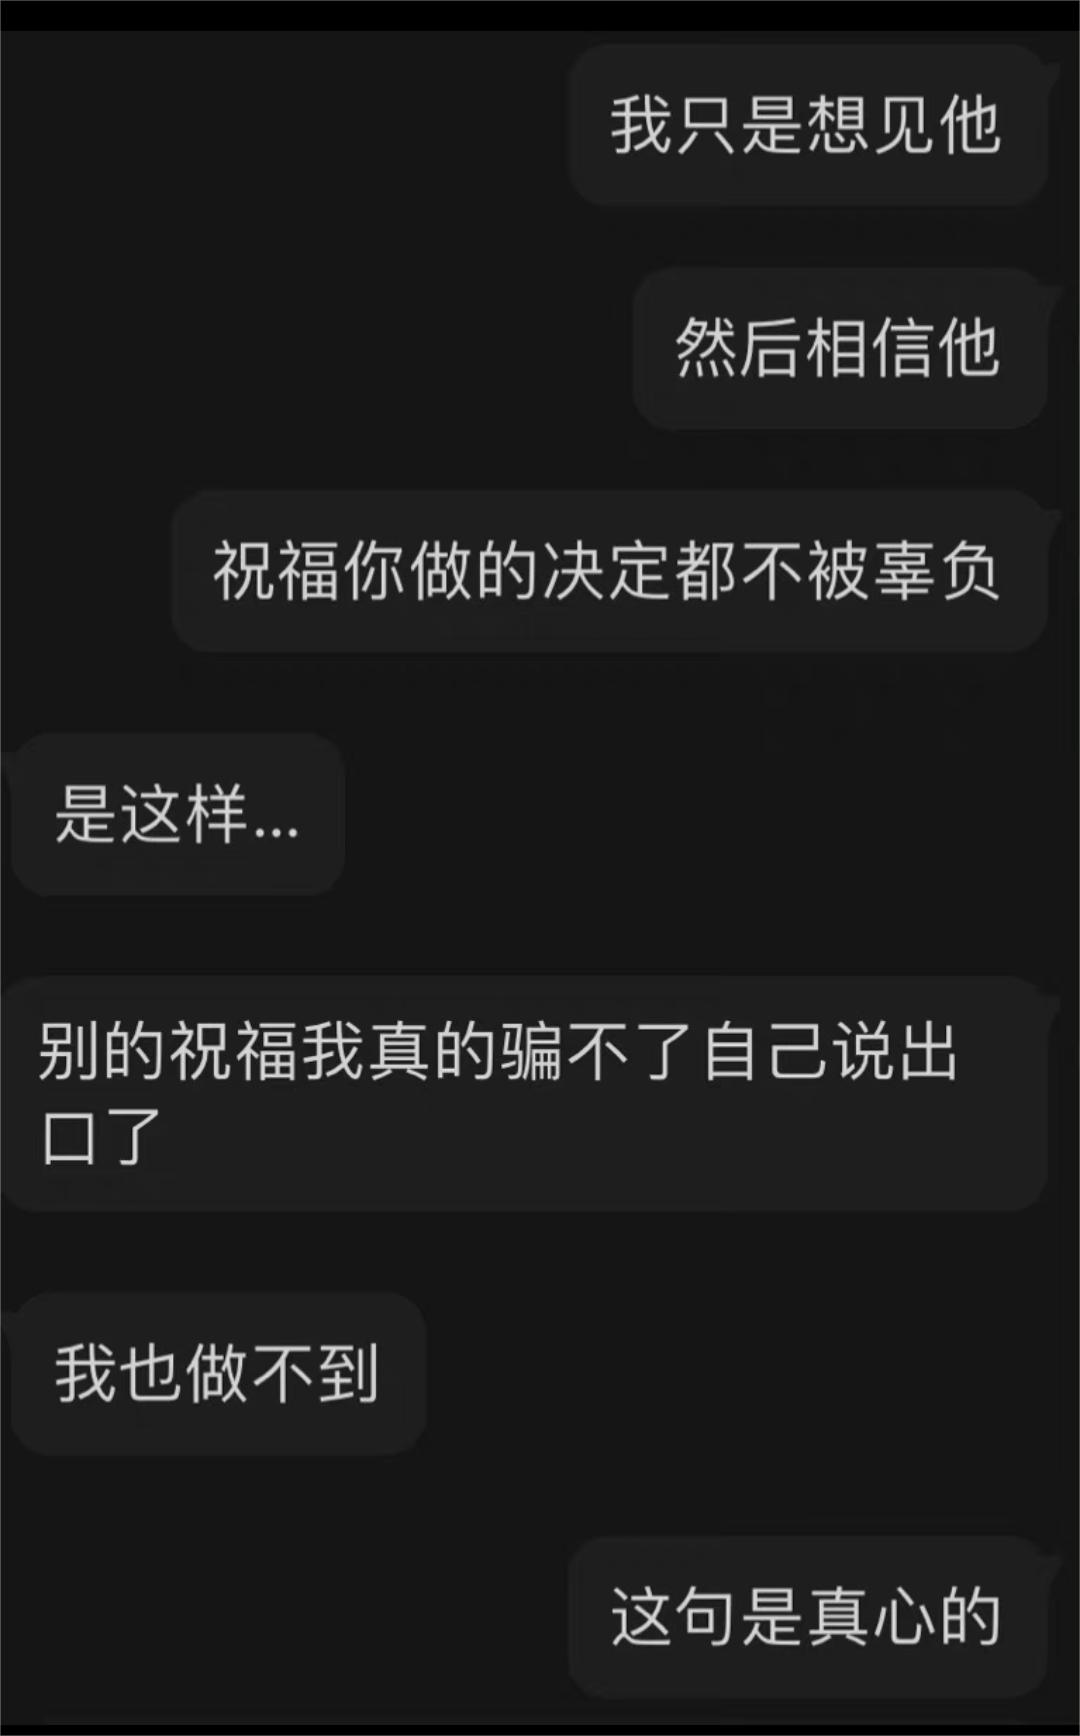 我只是想见他
然后相信他
祝福你做的决定都不被辜负
是这样...
别的祝福我真的骗不了自己说出
口了
我也做不到
这句是真心的